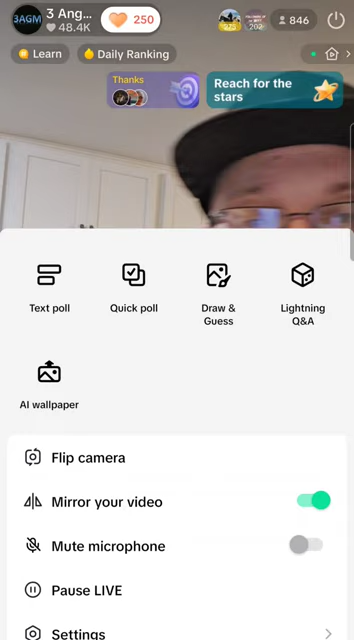 3AGM
3 Ang...
48.4K
250
846
Learn
Daily Ranking
Thanks
Reach for the
stars
Text poll
Quick poll
Draw &
Guess
Lightning
Q&A
AI wallpaper
Flip camera
Mirror your video
Mute microphone
Pause LIVE
Settings